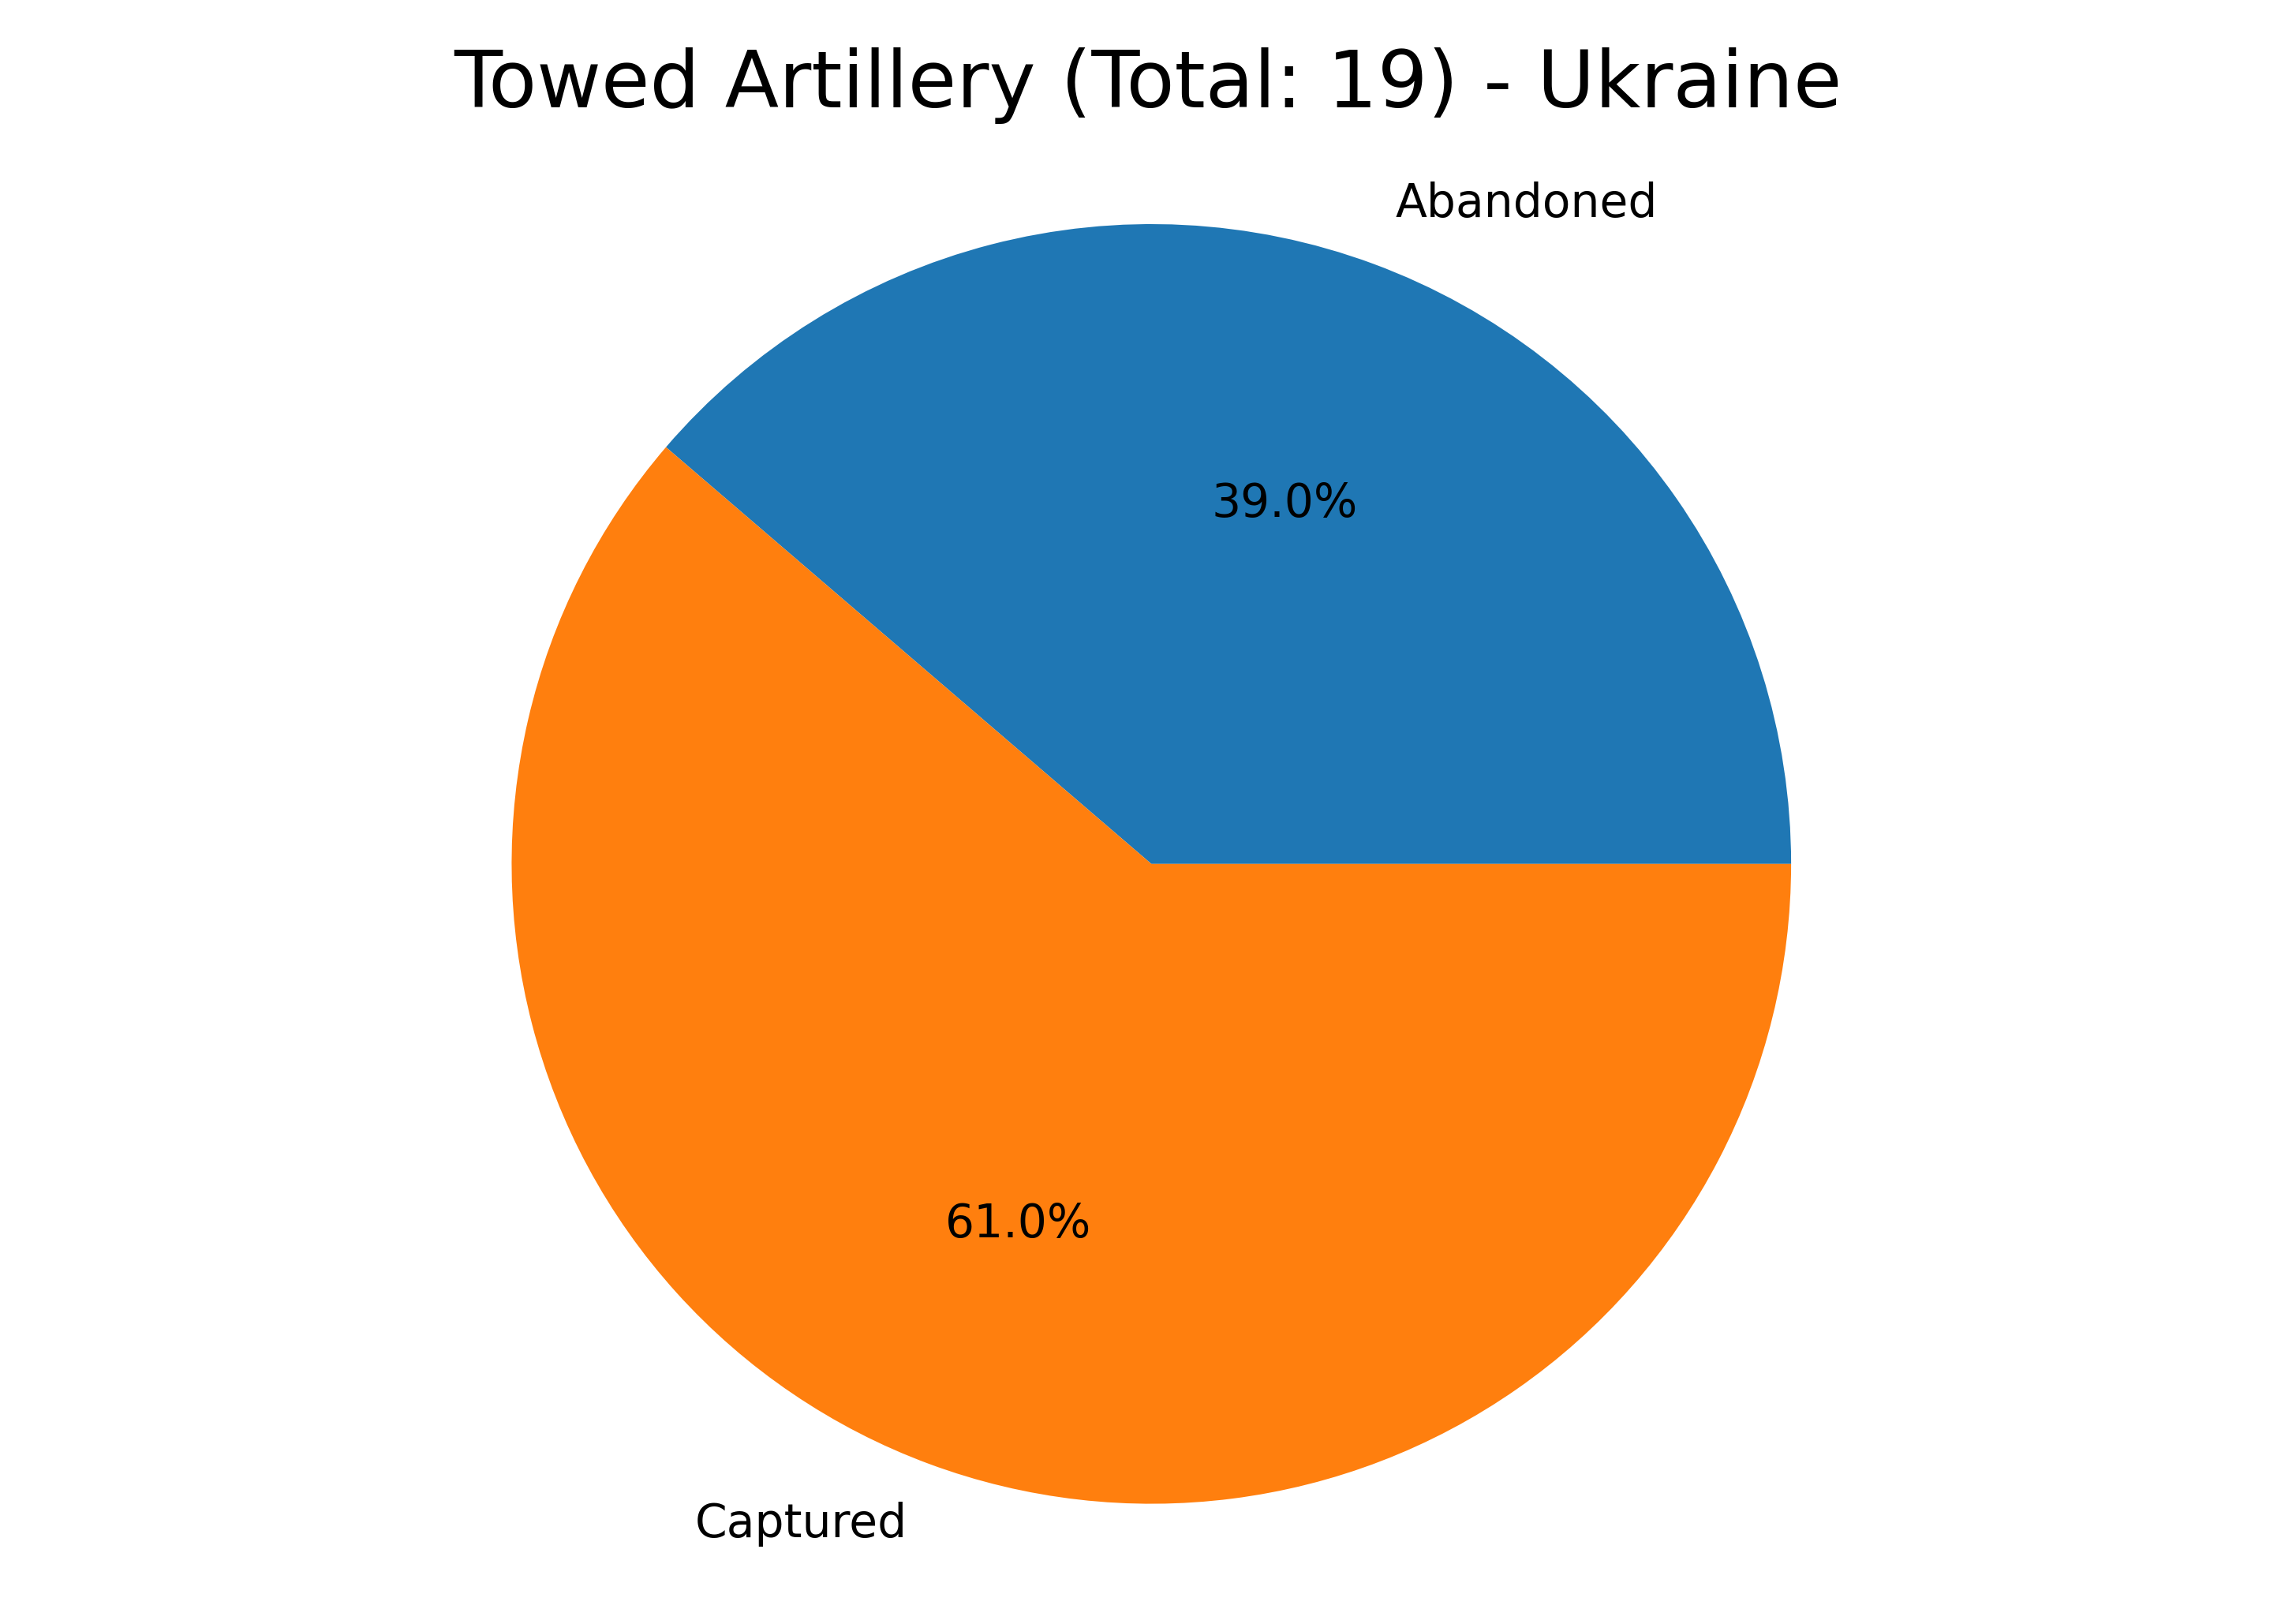 Towed Artillery (Total: 19) - Ukraine
Abandoned
39.0%
61.0%
Captured